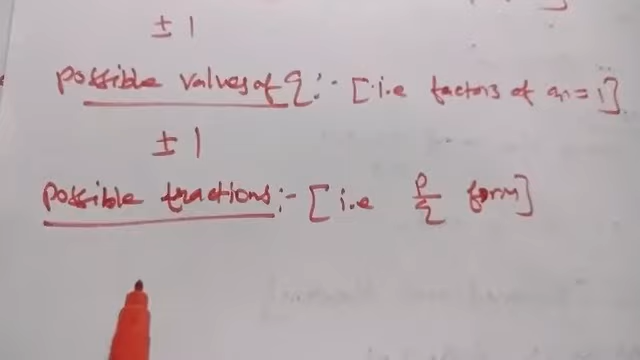 ± 1
possible values of q :- [i.e factors of an = 1]
± 1
possible fractions :- [i.e p/q form]